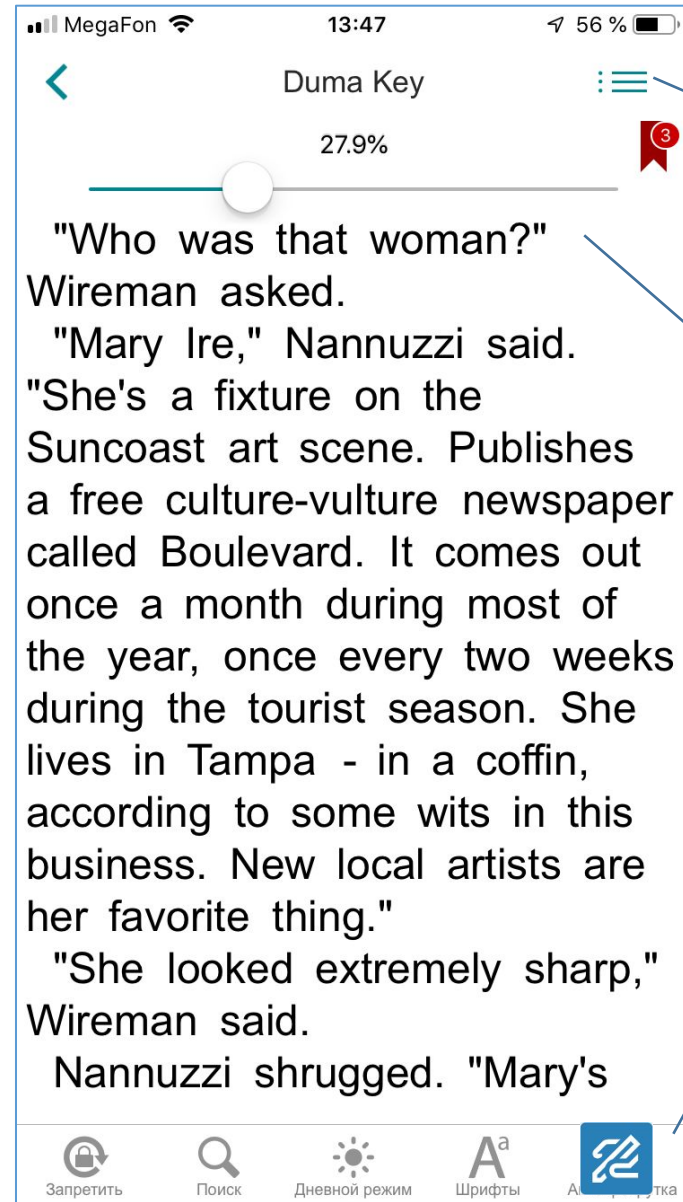 MegaFon 13:47 56 %
Duma Key
27.9%
3
"Who was that woman?"
Wireman asked.
"Mary Ire," Nannuzzi said.
"She's a fixture on the
Suncoast art scene. Publishes
a free culture-vulture newspaper
called Boulevard. It comes out
once a month during most of
the year, once every two weeks
during the tourist season. She
lives in Tampa - in a coffin,
according to some wits in this
business. New local artists are
her favorite thing."
"She looked extremely sharp,"
Wireman said.
Nannuzzi shrugged. "Mary's
Запретить Поиск Дневной режим Aa Шрифты